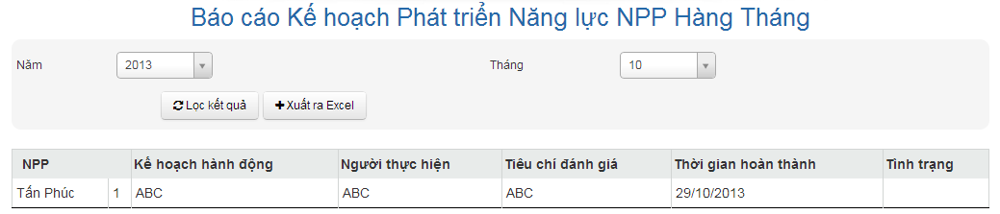 Báo cáo Kế hoạch Phát triển Năng lực NPP Hàng Tháng
Năm 2013 Tháng 10
Lọc kết quả Xuất ra Excel
NPP Kế hoạch hành động Người thực hiện Tiêu chí đánh giá Thời gian hoàn thành Tình trạng
Tấn Phúc 1 ABC ABC ABC 29/10/2013